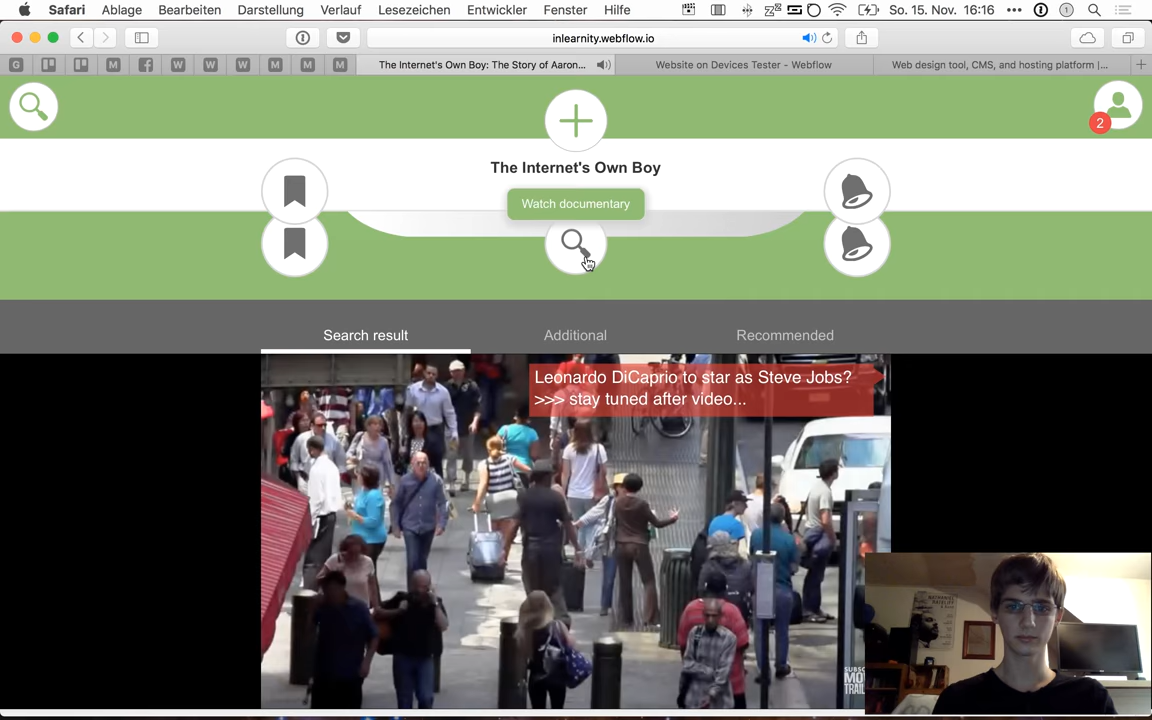 Safari Ablage Bearbeiten Darstellung Verlauf Lesezeichen Entwickler Fenster Hilfe So. 15. Nov. 16:16
inlearnity.webflow.io
The Internet's Own Boy: The Story of Aaron... Website on Devices Tester - Webflow Web design tool, CMS, and hosting platform |...
2
The Internet's Own Boy
Watch documentary
Search result Additional Recommended
Leonardo DiCaprio to star as Steve Jobs?
>>> stay tuned after video...